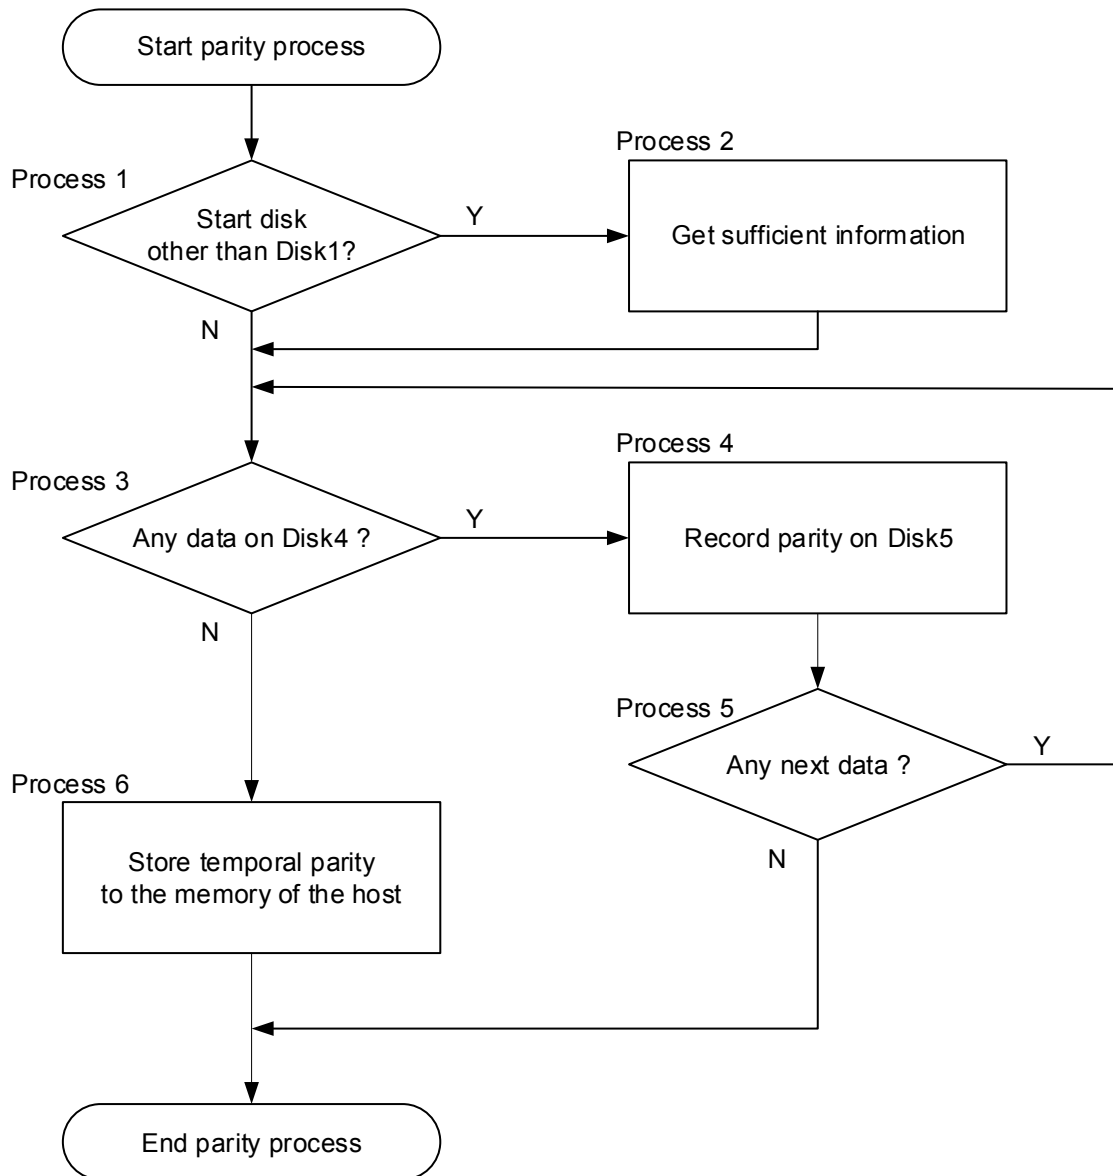 Start parity process
Process 1
Start disk
other than Disk1?
Y
Process 2
Get sufficient information
N
Process 3
Any data on Disk4 ?
Y
Process 4
Record parity on Disk5
N
Process 5
Any next data ?
Y
N
Process 6
Store temporal parity
to the memory of the host
End parity process